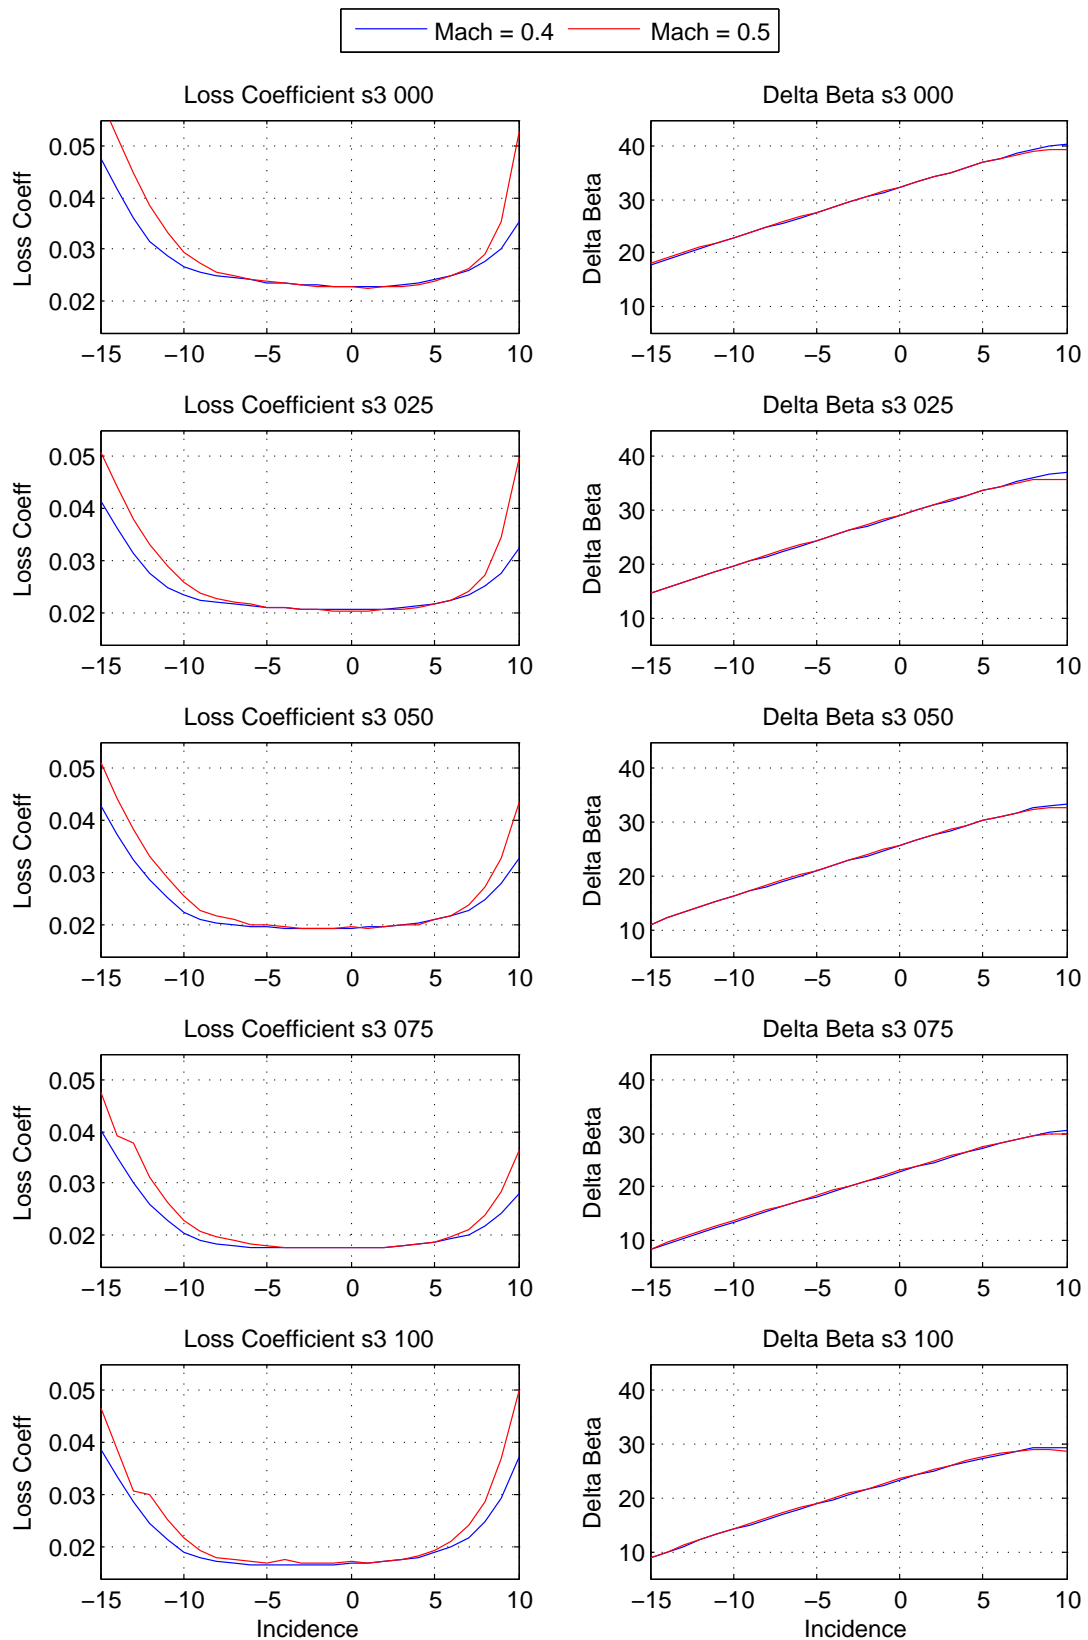 Mach = 0.4 Mach = 0.5
Loss Coefficient s3 000
Loss Coeff
0.05
0.04
0.03
0.02
−15 −10 −5 0 5 10
Delta Beta s3 000
Delta Beta
40
30
20
10
−15 −10 −5 0 5 10
Loss Coefficient s3 025
Loss Coeff
0.05
0.04
0.03
0.02
−15 −10 −5 0 5 10
Delta Beta s3 025
Delta Beta
40
30
20
10
−15 −10 −5 0 5 10
Loss Coefficient s3 050
Loss Coeff
0.05
0.04
0.03
0.02
−15 −10 −5 0 5 10
Delta Beta s3 050
Delta Beta
40
30
20
10
−15 −10 −5 0 5 10
Loss Coefficient s3 075
Loss Coeff
0.05
0.04
0.03
0.02
−15 −10 −5 0 5 10
Delta Beta s3 075
Delta Beta
40
30
20
10
−15 −10 −5 0 5 10
Loss Coefficient s3 100
Loss Coeff
0.05
0.04
0.03
0.02
−15 −10 −5 0 5 10
Incidence
Delta Beta s3 100
Delta Beta
40
30
20
10
−15 −10 −5 0 5 10
Incidence